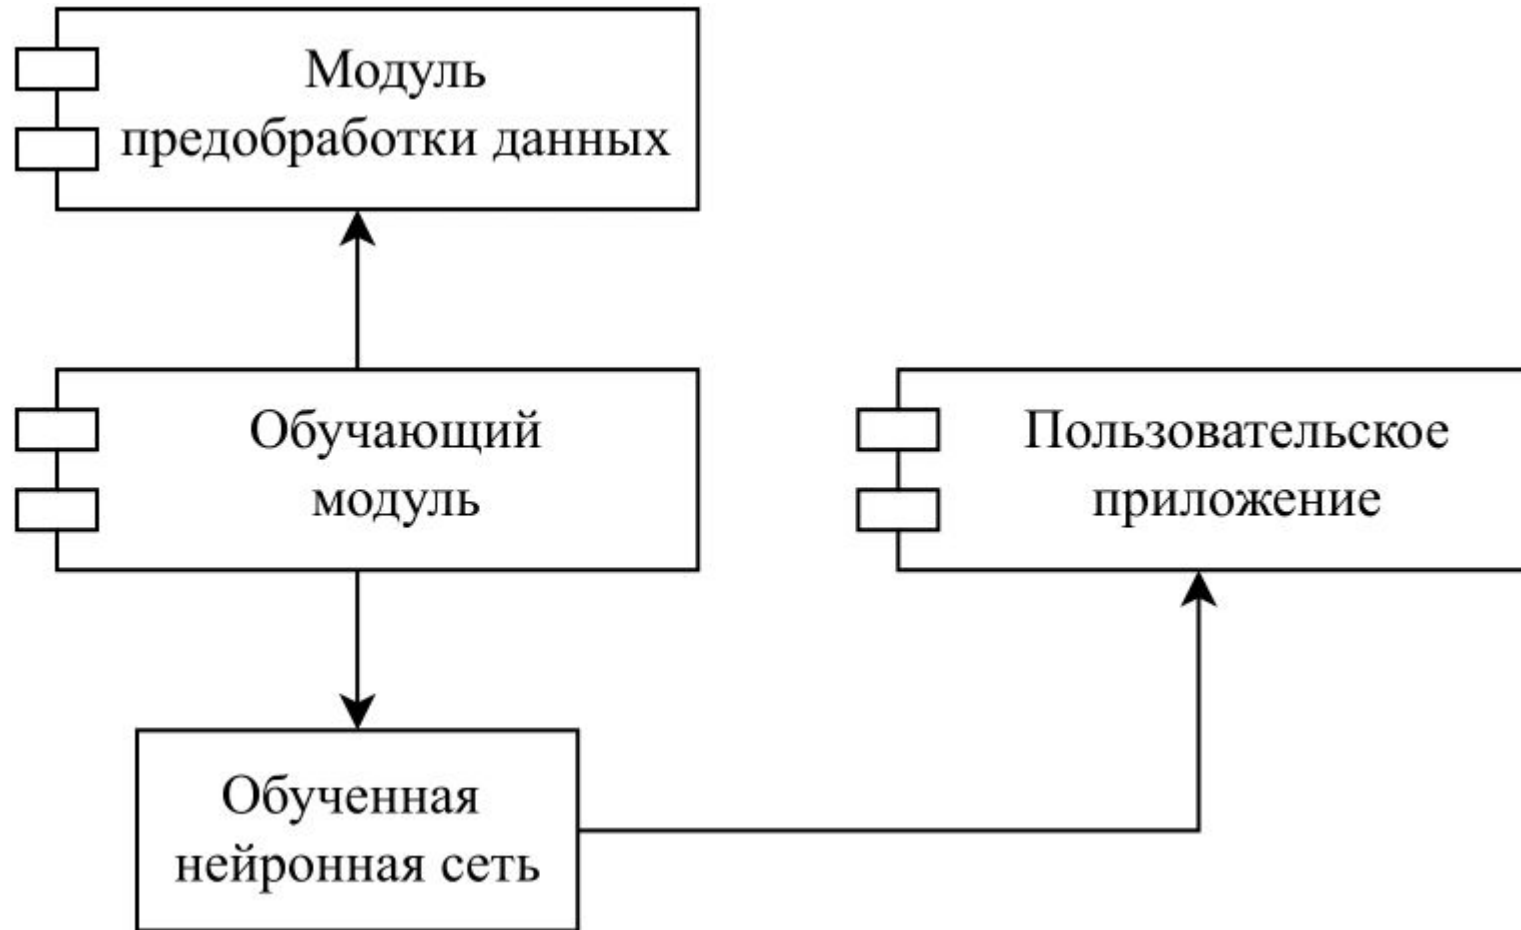 Модуль
предобработки данных
Обучающий
модуль
Пользовательское
приложение
Обученная
нейронная сеть